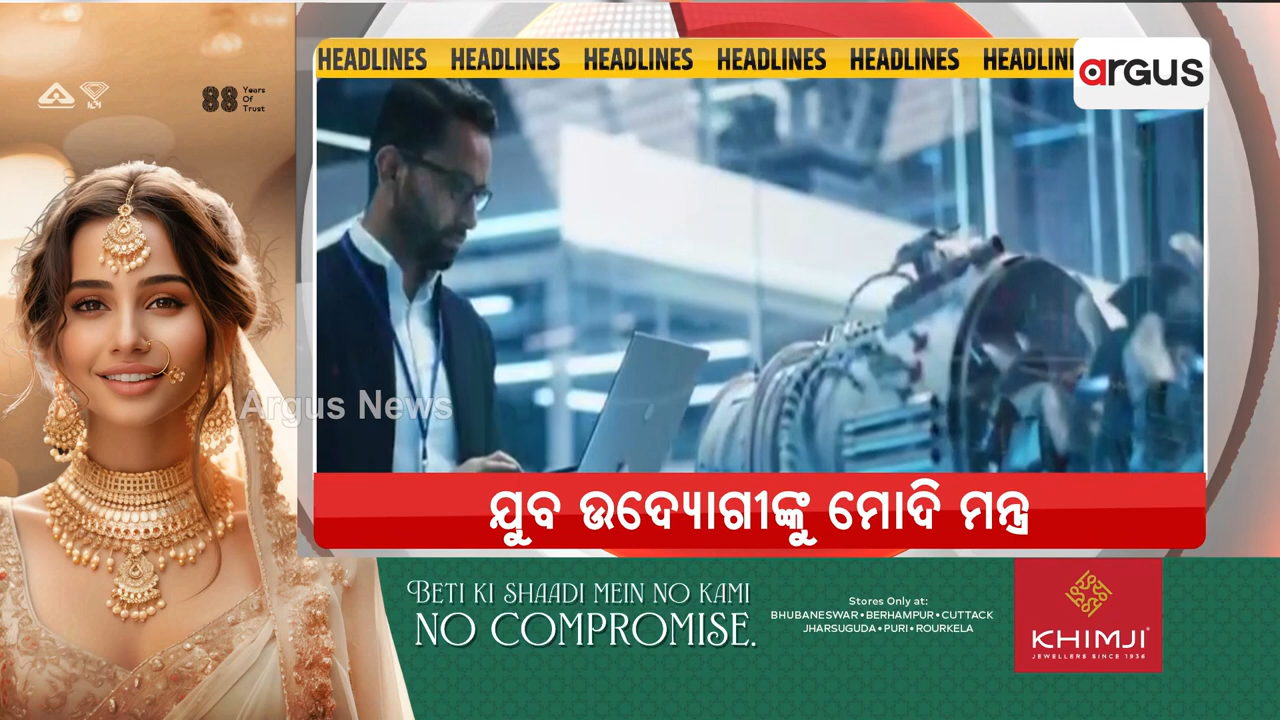 HEADLINES HEADLINES HEADLINES HEADLINES HEADLINES HEADLIN
argus
88 Years
Of
Trust
Argus News
ଯୁବ ଉଦ୍ୟୋଗୀଙ୍କୁ ମୋଦି ମନ୍ତ୍ର
BETI KI SHAADI MEIN NO KAMI
NO COMPROMISE.
Stores Only at:
BHUBANESWAR • BERHAMPUR • CUTTACK
JHARSUGUDA • PURI • ROURKELA
KHIMJI
JEWELLERS SINCE 1936